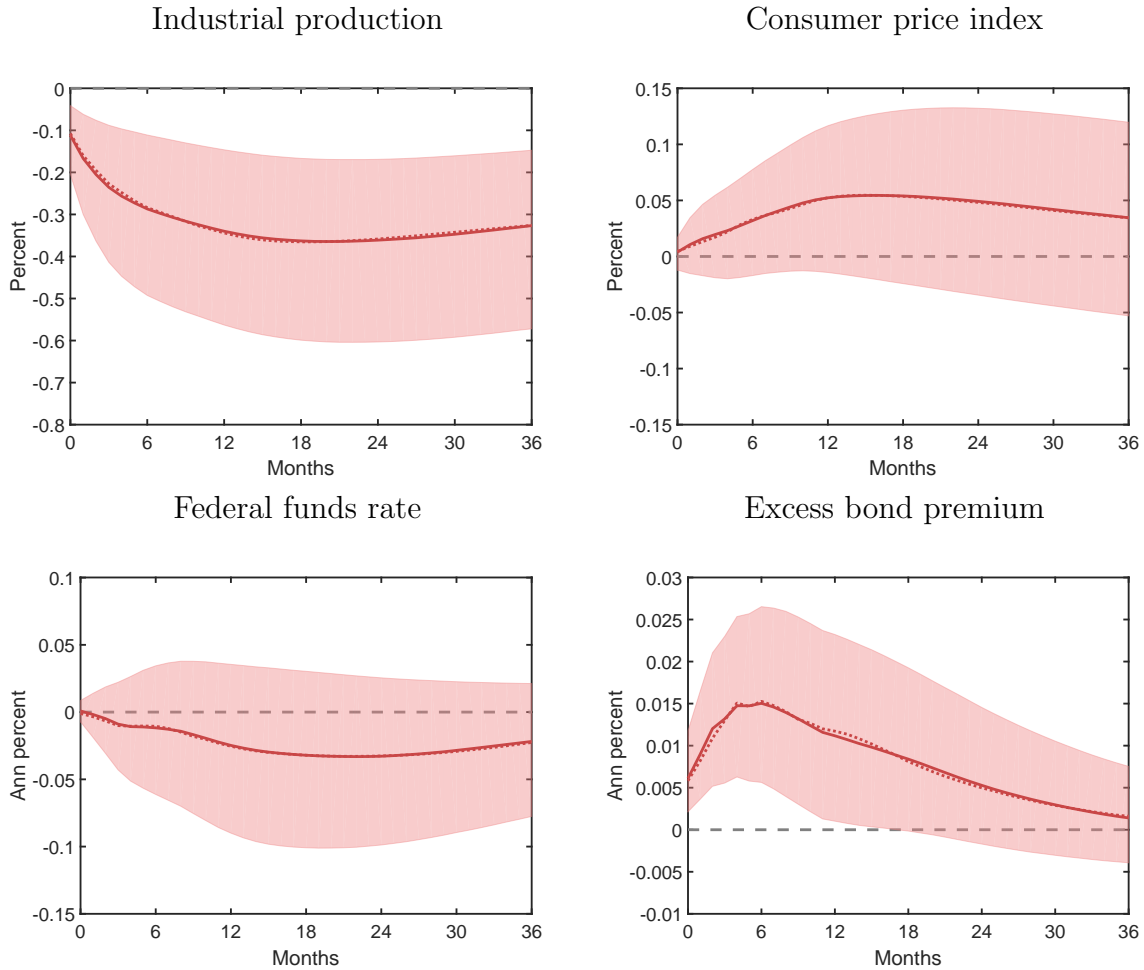 Industrial production
Consumer price index
0
-0.1
-0.2
-0.3
-0.4
-0.5
-0.6
-0.7
-0.8
Percent
0 6 12 18 24 30 36
Months
0.15
0.1
0.05
0
-0.05
-0.1
-0.15
Percent
0 6 12 18 24 30 36
Months
Federal funds rate
Excess bond premium
0.1
0.05
0
-0.05
-0.1
-0.15
Ann percent
0 6 12 18 24 30 36
Months
0.03
0.025
0.02
0.015
0.01
0.005
0
-0.005
-0.01
Ann percent
0 6 12 18 24 30 36
Months